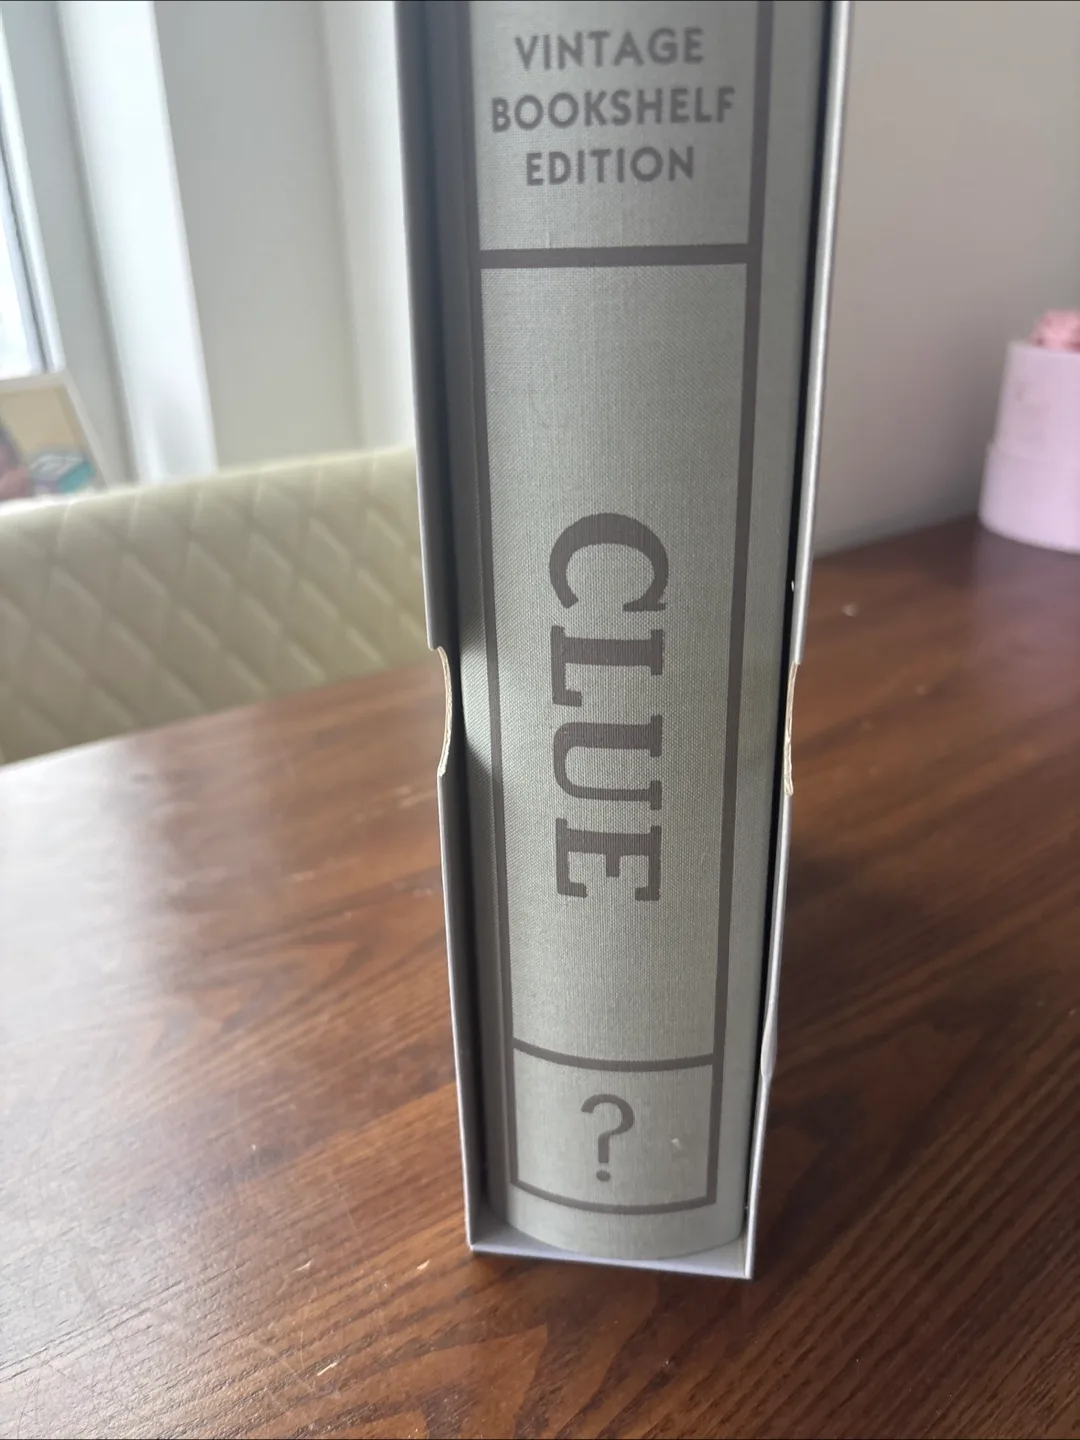 VINTAGE
BOOKSHELF
EDITION
CLUE
?